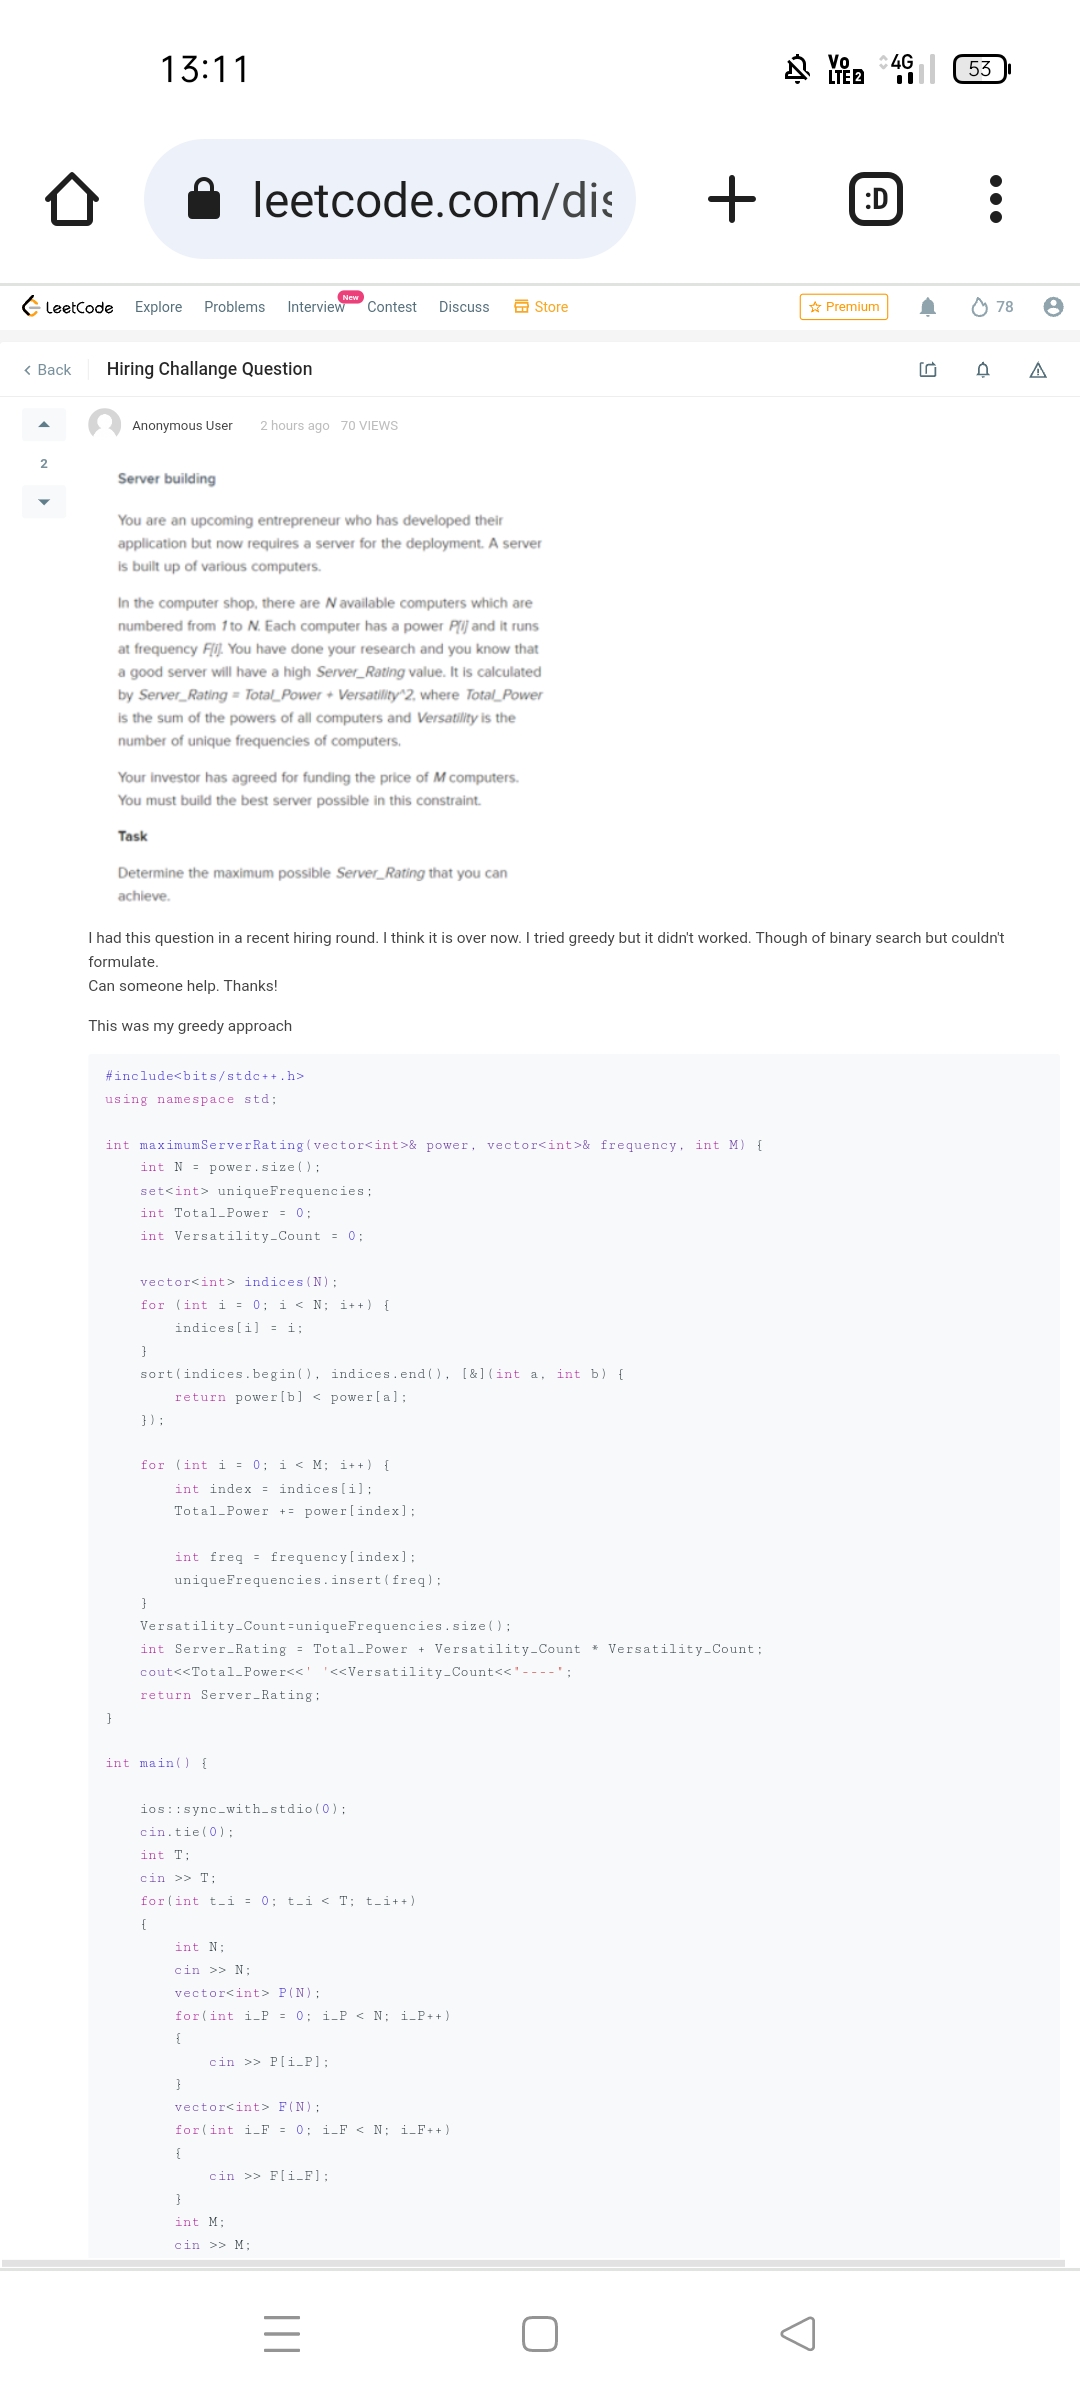 13:11
Vo LTE 2 4G 53
leetcode.com/dis
:D
LeetCode Explore Problems Interview New Contest Discuss Store Premium 78
Back Hiring Challange Question
Anonymous User 2 hours ago 70 VIEWS
2
Server building
You are an upcoming entrepreneur who has developed their
application but now requires a server for the deployment. A server
is built up of various computers.
In the computer shop, there are N available computers which are
numbered from 1 to N. Each computer has a power P[i] and it runs
at frequency F[i]. You have done your research and you know that
a good server will have a high Server_Rating value. It is calculated
by Server_Rating = Total_Power + Versatility^2, where Total_Power
is the sum of the powers of all computers and Versatility is the
number of unique frequencies of computers.
Your investor has agreed for funding the price of M computers.
You must build the best server possible in this constraint.
Task
Determine the maximum possible Server_Rating that you can
achieve.
I had this question in a recent hiring round. I think it is over now. I tried greedy but it didn't worked. Though of binary search but couldn't
formulate.
Can someone help. Thanks!
This was my greedy approach
#include<bits/stdc++.h>
using namespace std;
int maximumServerRating(vector<int>& power, vector<int>& frequency, int M) {
int N = power.size();
set<int> uniqueFrequencies;
int Total_Power = 0;
int Versatility_Count = 0;
vector<int> indices(N);
for (int i = 0; i < N; i++) {
indices[i] = i;
}
sort(indices.begin(), indices.end(), [&](int a, int b) {
return power[b] < power[a];
});
for (int i = 0; i < M; i++) {
int index = indices[i];
Total_Power += power[index];
int freq = frequency[index];
uniqueFrequencies.insert(freq);
}
Versatility_Count=uniqueFrequencies.size();
int Server_Rating = Total_Power + Versatility_Count * Versatility_Count;
cout<<Total_Power<<' '<<Versatility_Count<<"----";
return Server_Rating;
}
int main() {
ios::sync_with_stdio(0);
cin.tie(0);
int T;
cin >> T;
for(int t_i = 0; t_i < T; t_i++)
{
int N;
cin >> N;
vector<int> P(N);
for(int i_P = 0; i_P < N; i_P++)
{
cin >> P[i_P];
}
vector<int> F(N);
for(int i_F = 0; i_F < N; i_F++)
{
cin >> F[i_F];
}
int M;
cin >> M;